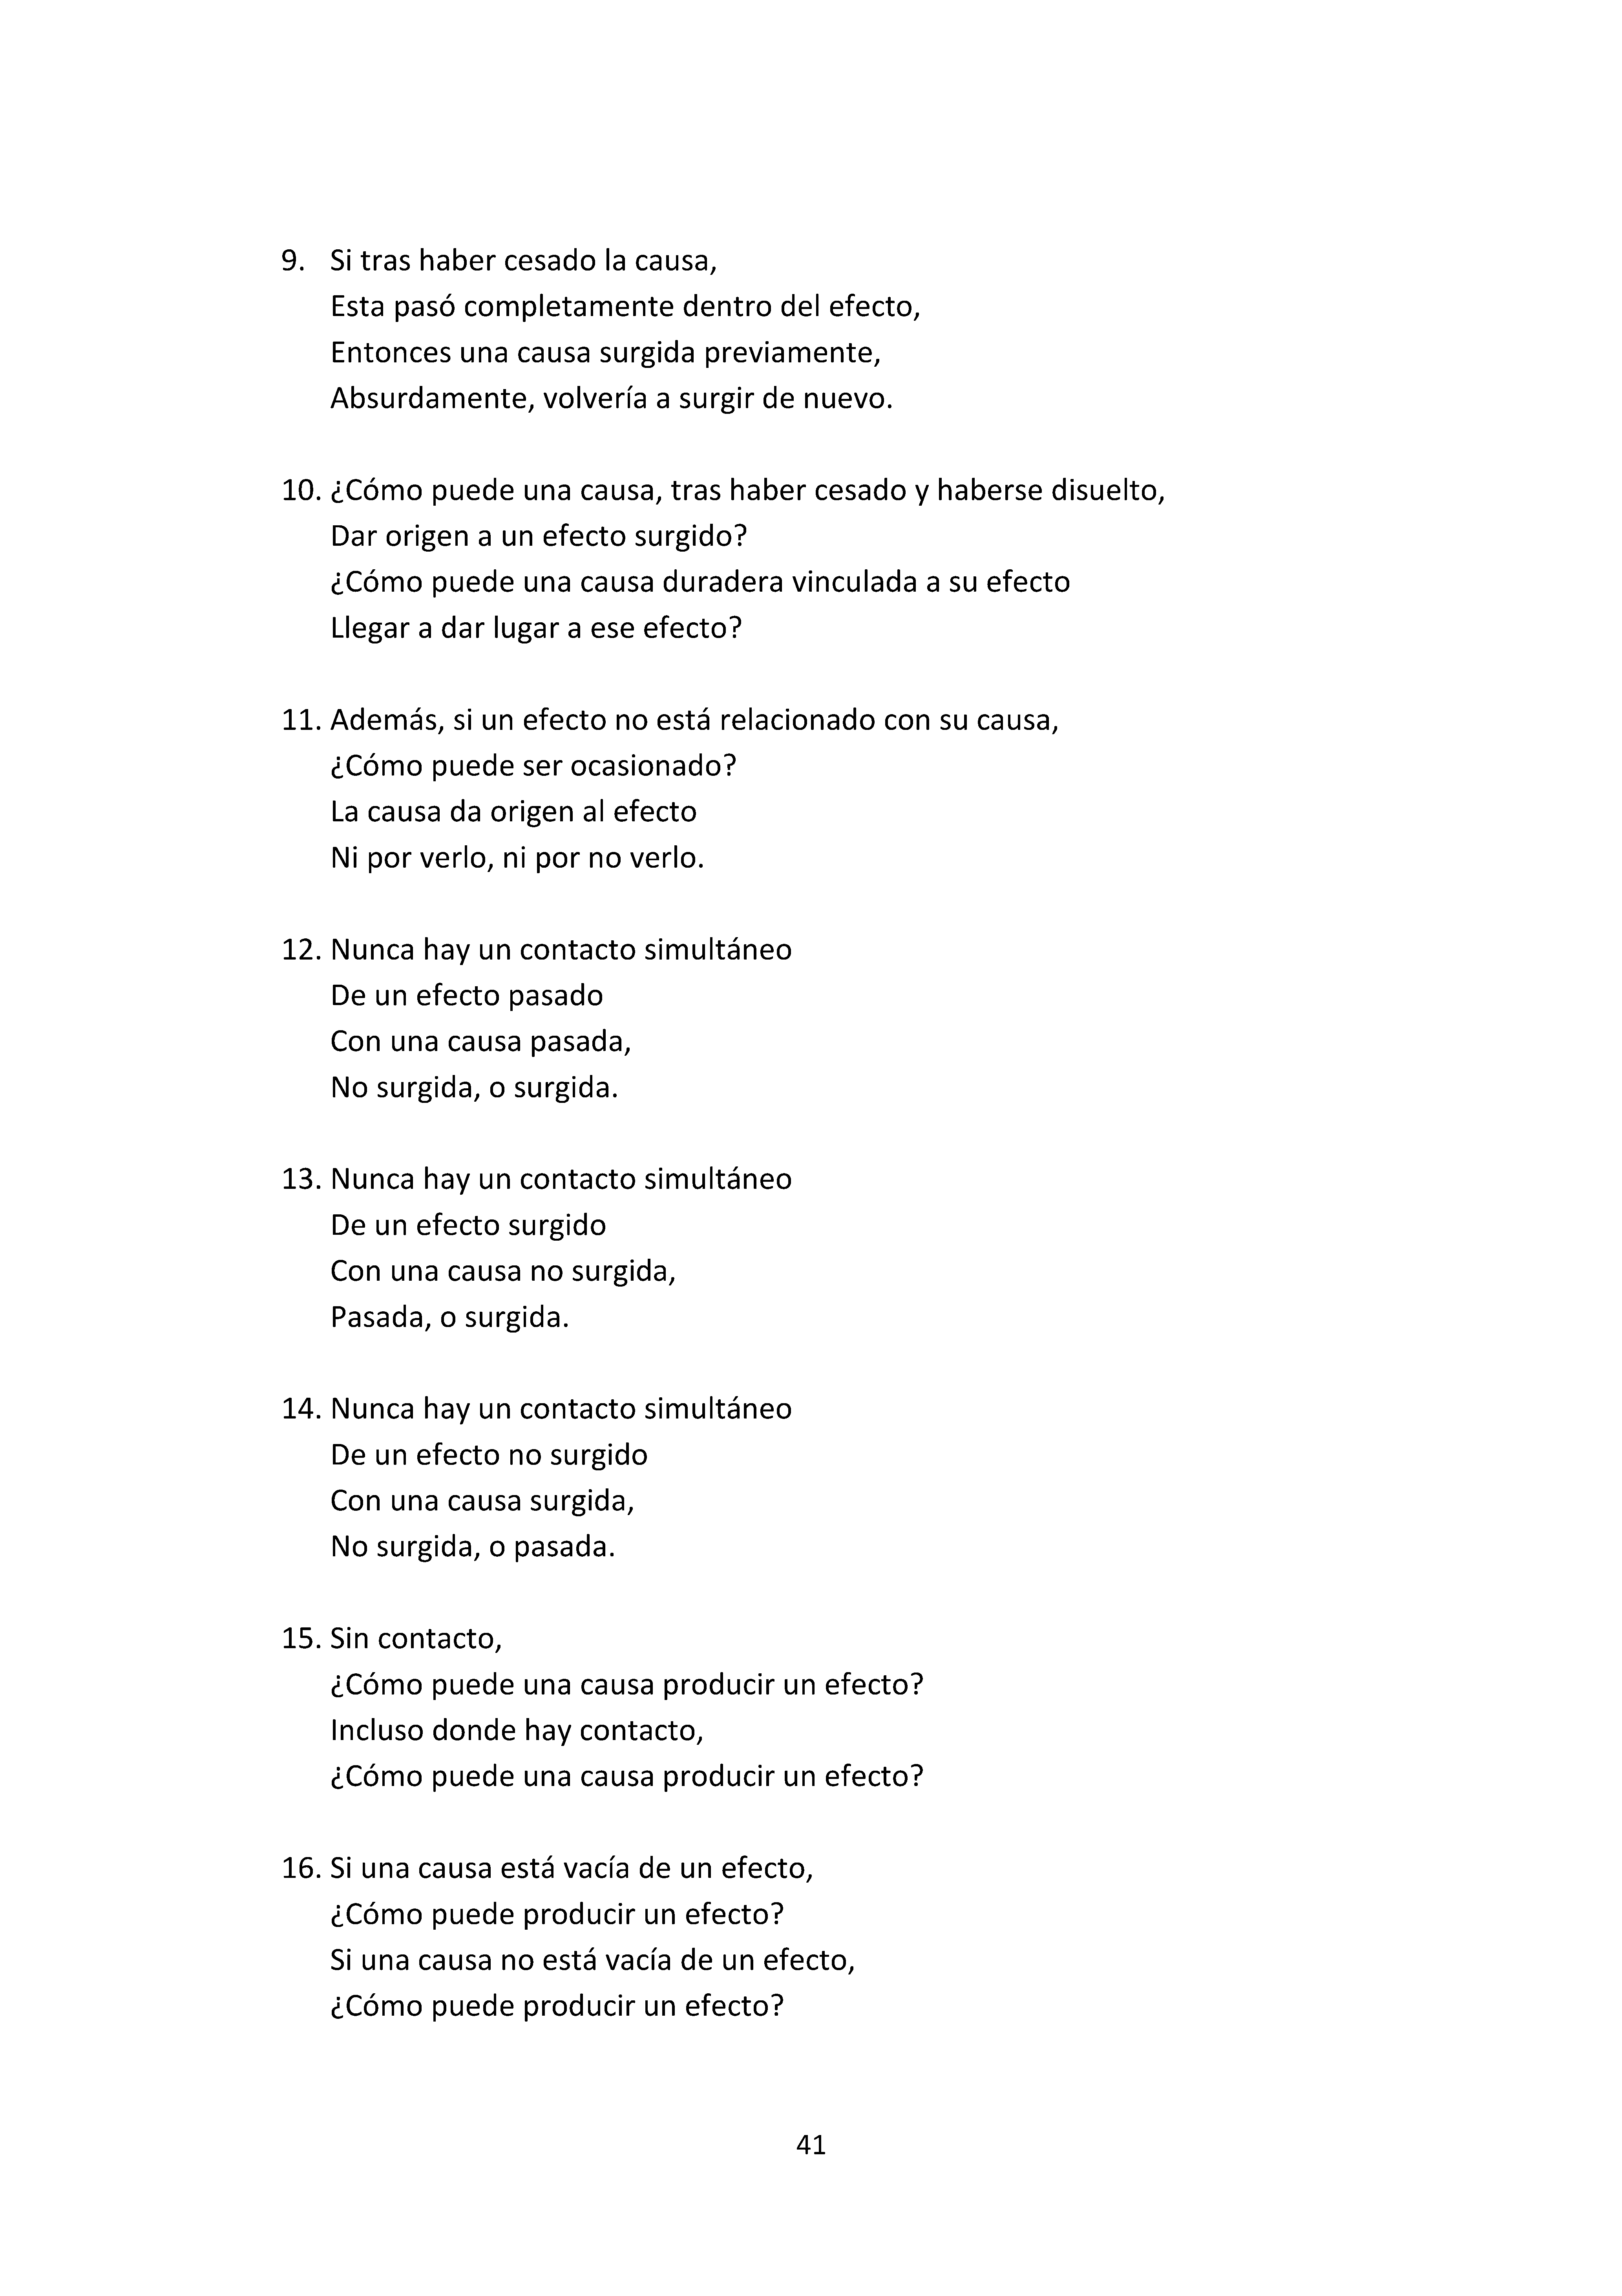 9. Si tras haber cesado la causa,
Esta pasó completamente dentro del efecto,
Entonces una causa surgida previamente,
Absurdamente, volvería a surgir de nuevo.
10. ¿Cómo puede una causa, tras haber cesado y haberse disuelto,
Dar origen a un efecto surgido?
¿Cómo puede una causa duradera vinculada a su efecto
Llegar a dar lugar a ese efecto?
11. Además, si un efecto no está relacionado con su causa,
¿Cómo puede ser ocasionado?
La causa da origen al efecto
Ni por verlo, ni por no verlo.
12. Nunca hay un contacto simultáneo
De un efecto pasado
Con una causa pasada,
No surgida, o surgida.
13. Nunca hay un contacto simultáneo
De un efecto surgido
Con una causa no surgida,
Pasada, o surgida.
14. Nunca hay un contacto simultáneo
De un efecto no surgido
Con una causa surgida,
No surgida, o pasada.
15. Sin contacto,
¿Cómo puede una causa producir un efecto?
Incluso donde hay contacto,
¿Cómo puede una causa producir un efecto?
16. Si una causa está vacía de un efecto,
¿Cómo puede producir un efecto?
Si una causa no está vacía de un efecto,
¿Cómo puede producir un efecto?
41